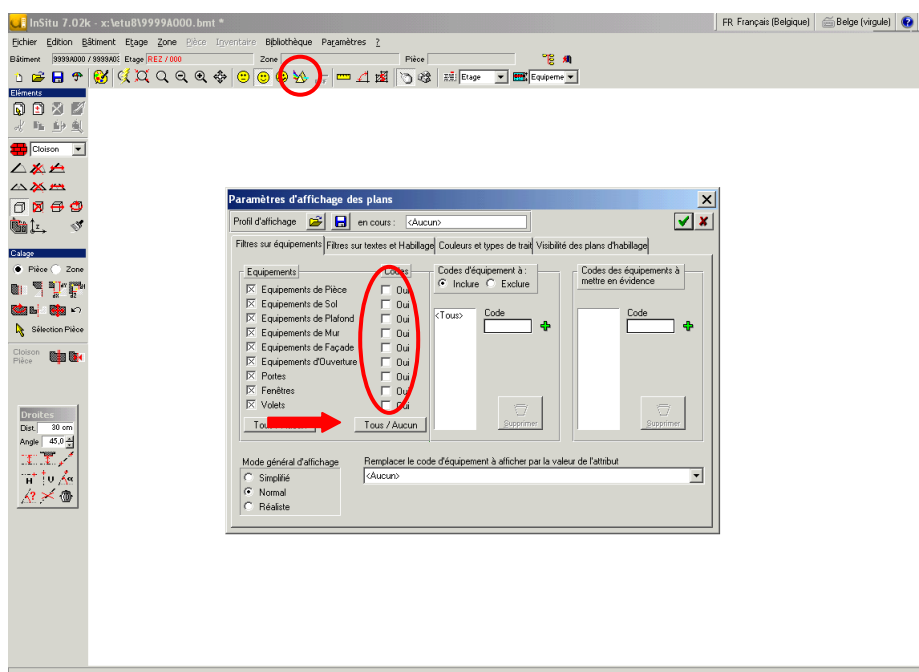 InSitu 7.02k - x:\etu8\9999A000.bmt *
FR Français (Belgique) Belge (virgule)
Fichier Edition Bâtiment Etage Zone Pièce Inventaire Bibliothèque Paramètres ?
Bâtiment 9999A000 / 9999A0 Etage REZ / 000 Zone Pièce
Etage Equipeme
Eléments
Cloison
Calage
Pièce Zone
Sélection Pièce
Cloison
Pièce
Droites
Dist. 30 cm
Angle 45,0
Paramètres d'affichage des plans
Profil d'affichage en cours : <Aucun>
Filtres sur équipements Filtres sur textes et Habillage Couleurs et types de trait Visibilité des plans d'habillage
Equipements Codes
Equipements de Pièce Oui
Equipements de Sol Oui
Equipements de Plafond Oui
Equipements de Mur Oui
Equipements de Façade Oui
Equipements d'Ouverture Oui
Portes Oui
Fenêtres Oui
Volets Oui
Tous / Aucun
Codes d'équipement à :
Inclure Exclure
<Tous> Code
Supprimer
Codes des équipements à
mettre en évidence
Code
Supprimer
Mode général d'affichage
Simplifié
Normal
Réaliste
Remplacer le code d'équipement à afficher par la valeur de l'attribut
<Aucun>